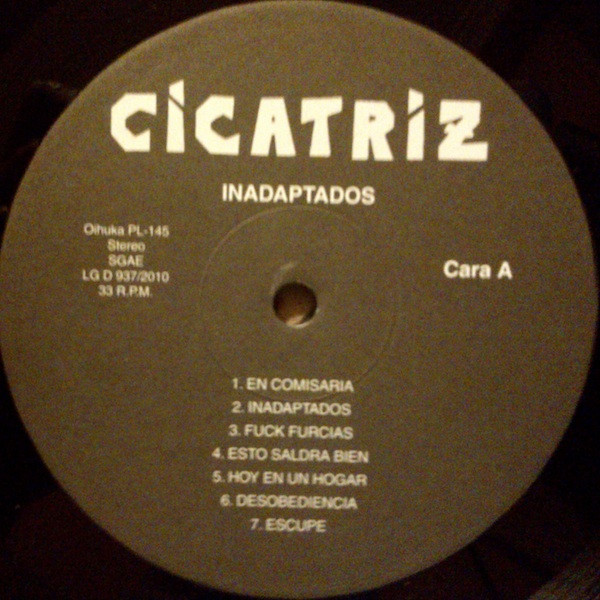 CiCATRiZ
INADAPTADOS
Oihuka PL-145
Stereo
SGAE
LG D 937/2010
33 R.P.M.
Cara A
1. EN COMISARIA
2. INADAPTADOS
3. FUCK FURCIAS
4. ESTO SALDRA BIEN
5. HOY EN UN HOGAR
6. DESOBEDIENCIA
7. ESCUPE